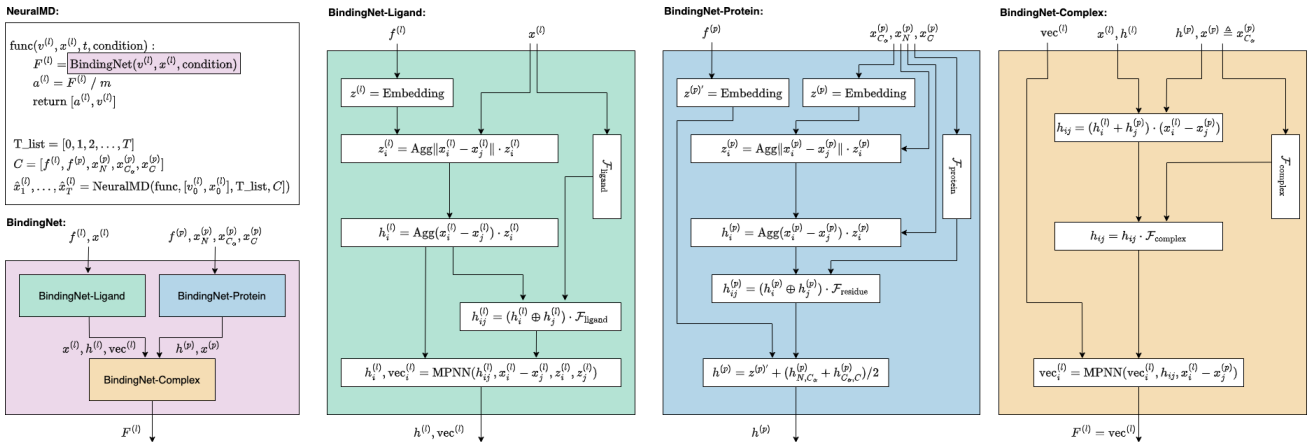 NeuralMD:
func(v^{(l)}, x^{(l)}, t, condition) :
F^{(l)} = BindingNet(v^{(l)}, x^{(l)}, condition)
a^{(l)} = F^{(l)} / m
return [a^{(l)}, v^{(l)}]
T_list = [0, 1, 2, …, T]
C = [f^{(l)}, f^{(p)}, x_N^{(p)}, x_{C_α}^{(p)}, x_C^{(p)}]
x̂_1^{(l)}, …, x̂_T^{(l)} = NeuralMD(func, [v_0^{(l)}, x_0^{(l)}], T_list, C])
BindingNet:
f^{(l)}, x^{(l)}
f^{(p)}, x_N^{(p)}, x_{C_α}^{(p)}, x_C^{(p)}
BindingNet-Ligand
BindingNet-Protein
x^{(l)}, h^{(l)}, vec^{(l)}
h^{(p)}, x^{(p)}
BindingNet-Complex
F^{(l)}
BindingNet-Ligand:
f^{(l)}
x^{(l)}
z^{(l)} = Embedding
z_i^{(l)} = Agg‖x_i^{(l)} − x_j^{(l)}‖ · z_i^{(l)}
ℱ_ligand
h_i^{(l)} = Agg(x_i^{(l)} − x_j^{(l)}) · z_i^{(l)}
h_{ij}^{(l)} = (h_i^{(l)} ⊕ h_j^{(l)}) · ℱ_ligand
h_i^{(l)}, vec_i^{(l)} = MPNN(h_{ij}^{(l)}, x_i^{(l)} − x_j^{(l)}, z_i^{(l)}, z_j^{(l)})
h^{(l)}, vec^{(l)}
BindingNet-Protein:
f^{(p)}
x_{C_α}^{(p)}, x_N^{(p)}, x_C^{(p)}
z^{(p)′} = Embedding
z^{(p)} = Embedding
z_i^{(p)} = Agg‖x_i^{(p)} − x_j^{(p)}‖ · z_i^{(p)}
ℱ_protein
h_i^{(p)} = Agg(x_i^{(p)} − x_j^{(p)}) · z_i^{(p)}
h_{ij}^{(p)} = (h_i^{(p)} ⊕ h_j^{(p)}) · ℱ_residue
h^{(p)} = z^{(p)′} + (h_{N,C_α}^{(p)} + h_{C_α,C}^{(p)})/2
h^{(p)}
BindingNet-Complex:
vec^{(l)}
x^{(l)}, h^{(l)}
h^{(p)}, x^{(p)} ≜ x_{C_α}^{(p)}
h_{ij} = (h_i^{(l)} + h_j^{(p)}) · (x_i^{(l)} − x_j^{(p)})
ℱ_complex
h_{ij} = h_{ij} · ℱ_complex
vec_i^{(l)} = MPNN(vec_i^{(l)}, h_{ij}, x_i^{(l)} − x_j^{(p)})
F^{(l)} = vec^{(l)}